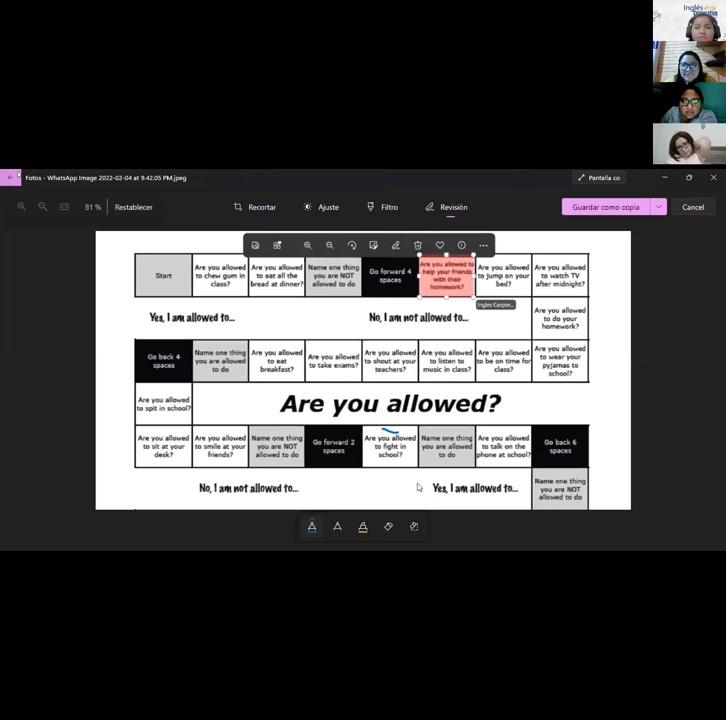 Inglés
Fotos - WhatsApp Image 2022-02-04 at 9.42.05 PM.jpeg
Pantalla co
81 %
Restablecer
Recortar
Ajuste
Filtro
Revisión
Guardar como copia
Cancel
Start
Are you allowed
to chew gum in
class?
Are you allowed
to eat all the
bread at dinner?
Name one thing
you are NOT
allowed to do
Go forward 4
spaces
Are you allowed to
help your friends
with their
homework?
Are you allowed
to jump on your
bed?
Are you allowed
to watch TV
after midnight?
Ingles Corpor...
Yes, I am allowed to...
No, I am not allowed to...
Are you allowed
to do your
homework?
Go back 4
spaces
Name one thing
you are allowed
to do
Are you allowed
to eat
breakfast?
Are you allowed
to take exams?
Are you allowed
to shout at your
teachers?
Are you allowed
to listen to
music in class?
Are you allowed
to be on time for
class?
Are you allowed
to wear your
pyjamas to
school?
Are you allowed
to spit in school?
Are you allowed?
Are you allowed
to sit at your
desk?
Are you allowed
to smile at your
friends?
Name one thing
you are NOT
allowed to do
Go forward 2
spaces
Are you allowed
to fight in
school?
Name one thing
you are allowed
to do
Are you allowed
to talk on the
phone at school?
Go back 6
spaces
No, I am not allowed to...
Yes, I am allowed to...
Name one thing
you are NOT
allowed to do